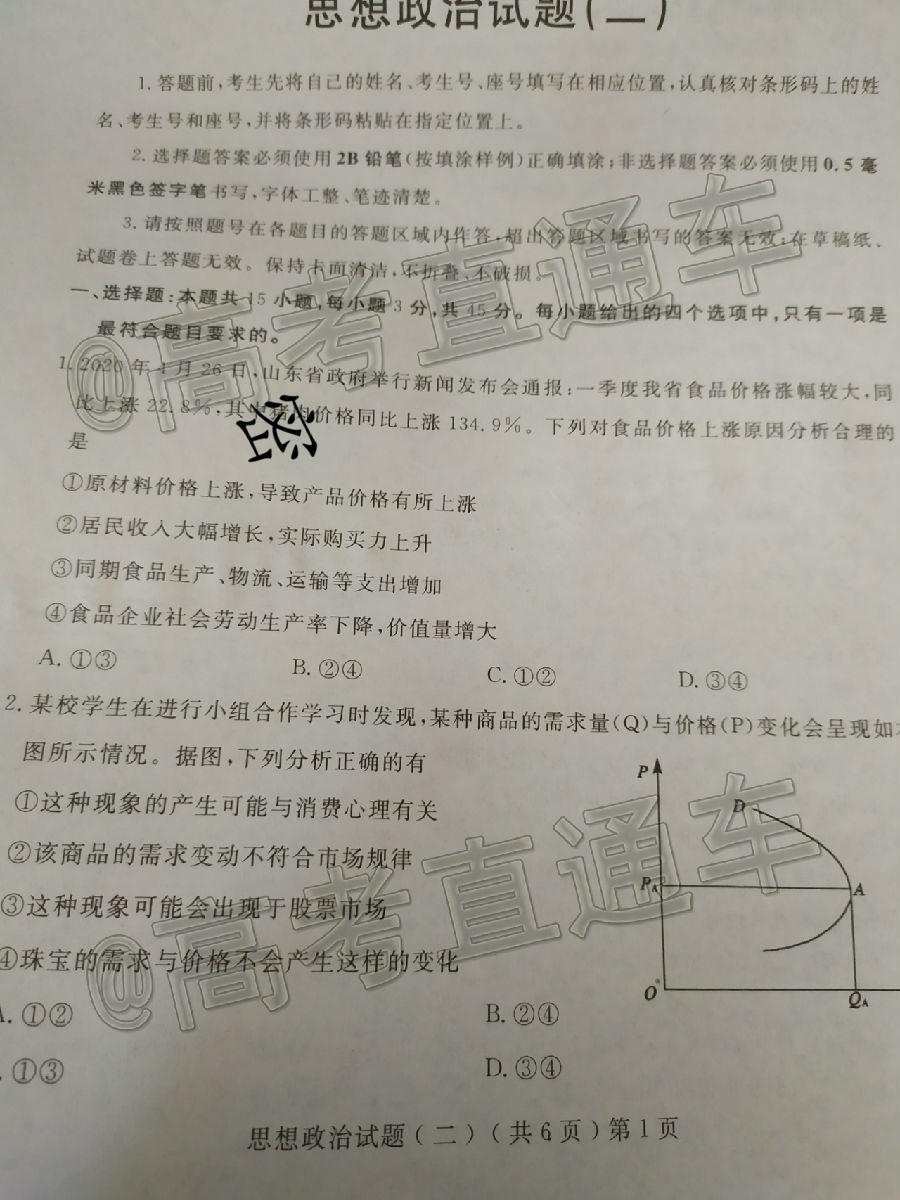 思想政治试题(二)
1.答题前,考生先将自己的姓名、考生号、座号填写在相应位置,认真核对条形码上的姓
名、考生号和座号,并将条形码粘贴在指定位置上。
2.选择题答案必须使用2B铅笔(按填涂样例)正确填涂;非选择题答案必须使用0.5毫
米黑色签字笔书写,字体工整、笔迹清楚。
3.请按照题号在各题目的答题区域内作答,超出答题区域书写的答案无效;在草稿纸、
试题卷上答题无效。保持卡面清洁,不折叠、不破损。
一、选择题:本题共15小题,每小题3分,共45分。每小题给出的四个选项中,只有一项是
最符合题目要求的。
1.2020年4月26日,山东省政府举行新闻发布会通报:一季度我省食品价格涨幅较大,同
比上涨22.8%,其中猪肉价格同比上涨134.9%。下列对食品价格上涨原因分析合理的
是
密
①原材料价格上涨,导致产品价格有所上涨
②居民收入大幅增长,实际购买力上升
③同期食品生产、物流、运输等支出增加
④食品企业社会劳动生产率下降,价值量增大
A.①③ B.②④ C.①② D.③④
2.某校学生在进行小组合作学习时发现,某种商品的需求量(Q)与价格(P)变化会呈现如
图所示情况。据图,下列分析正确的有
①这种现象的产生可能与消费心理有关
②该商品的需求变动不符合市场规律
③这种现象可能会出现于股票市场
④珠宝的需求与价格不会产生这样的变化
A.①② B.②④
.①③ D.③④
P
D
PA
A
O
QA
思想政治试题(二)(共6页)第1页
@高考直通车
@高考直通车